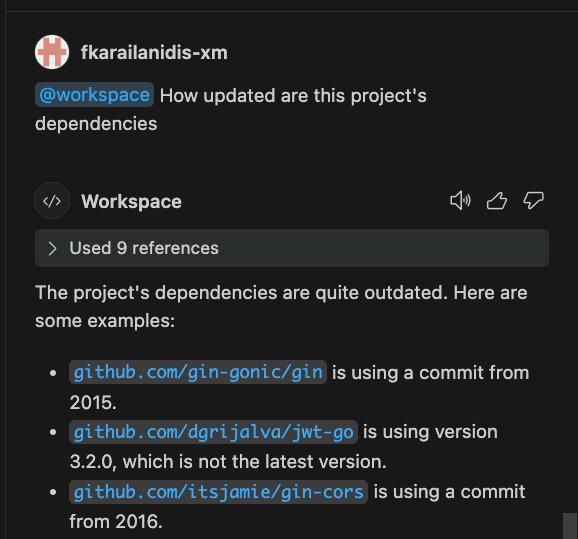 fkarailanidis-xm
@workspace How updated are this project's
dependencies
</> Workspace
> Used 9 references
The project's dependencies are quite outdated. Here are
some examples:
• github.com/gin-gonic/gin is using a commit from
2015.
• github.com/dgrijalva/jwt-go is using version
3.2.0, which is not the latest version.
• github.com/itsjamie/gin-cors is using a commit
from 2016.